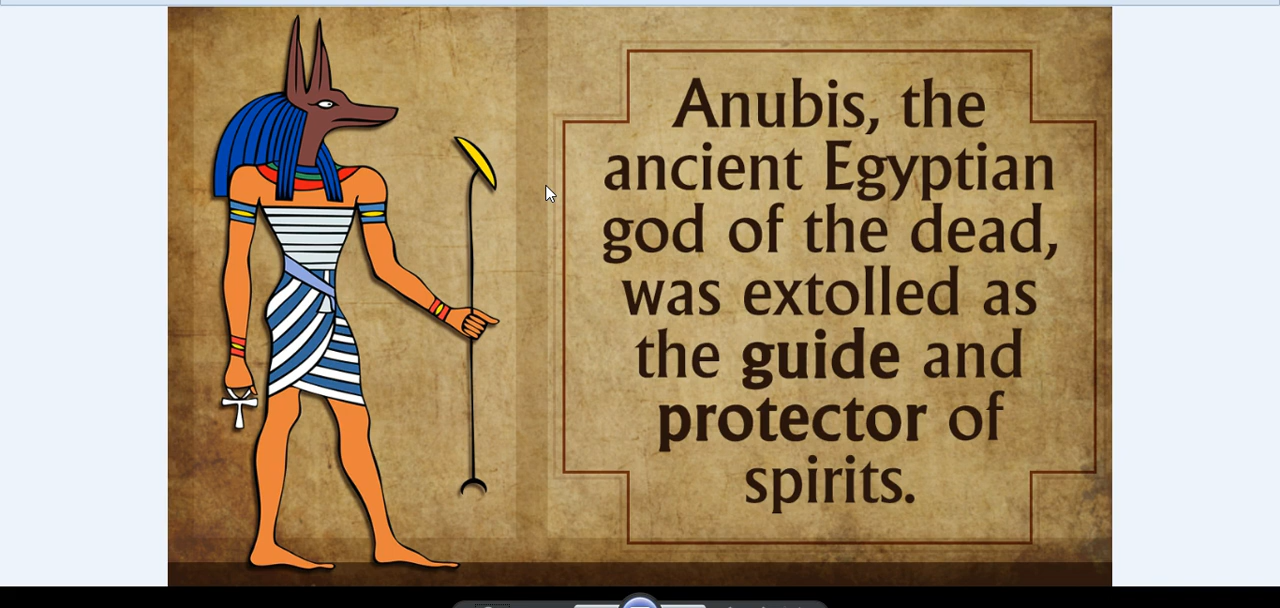 Anubis, the
ancient Egyptian
god of the dead,
was extolled as
the guide and
protector of
spirits.